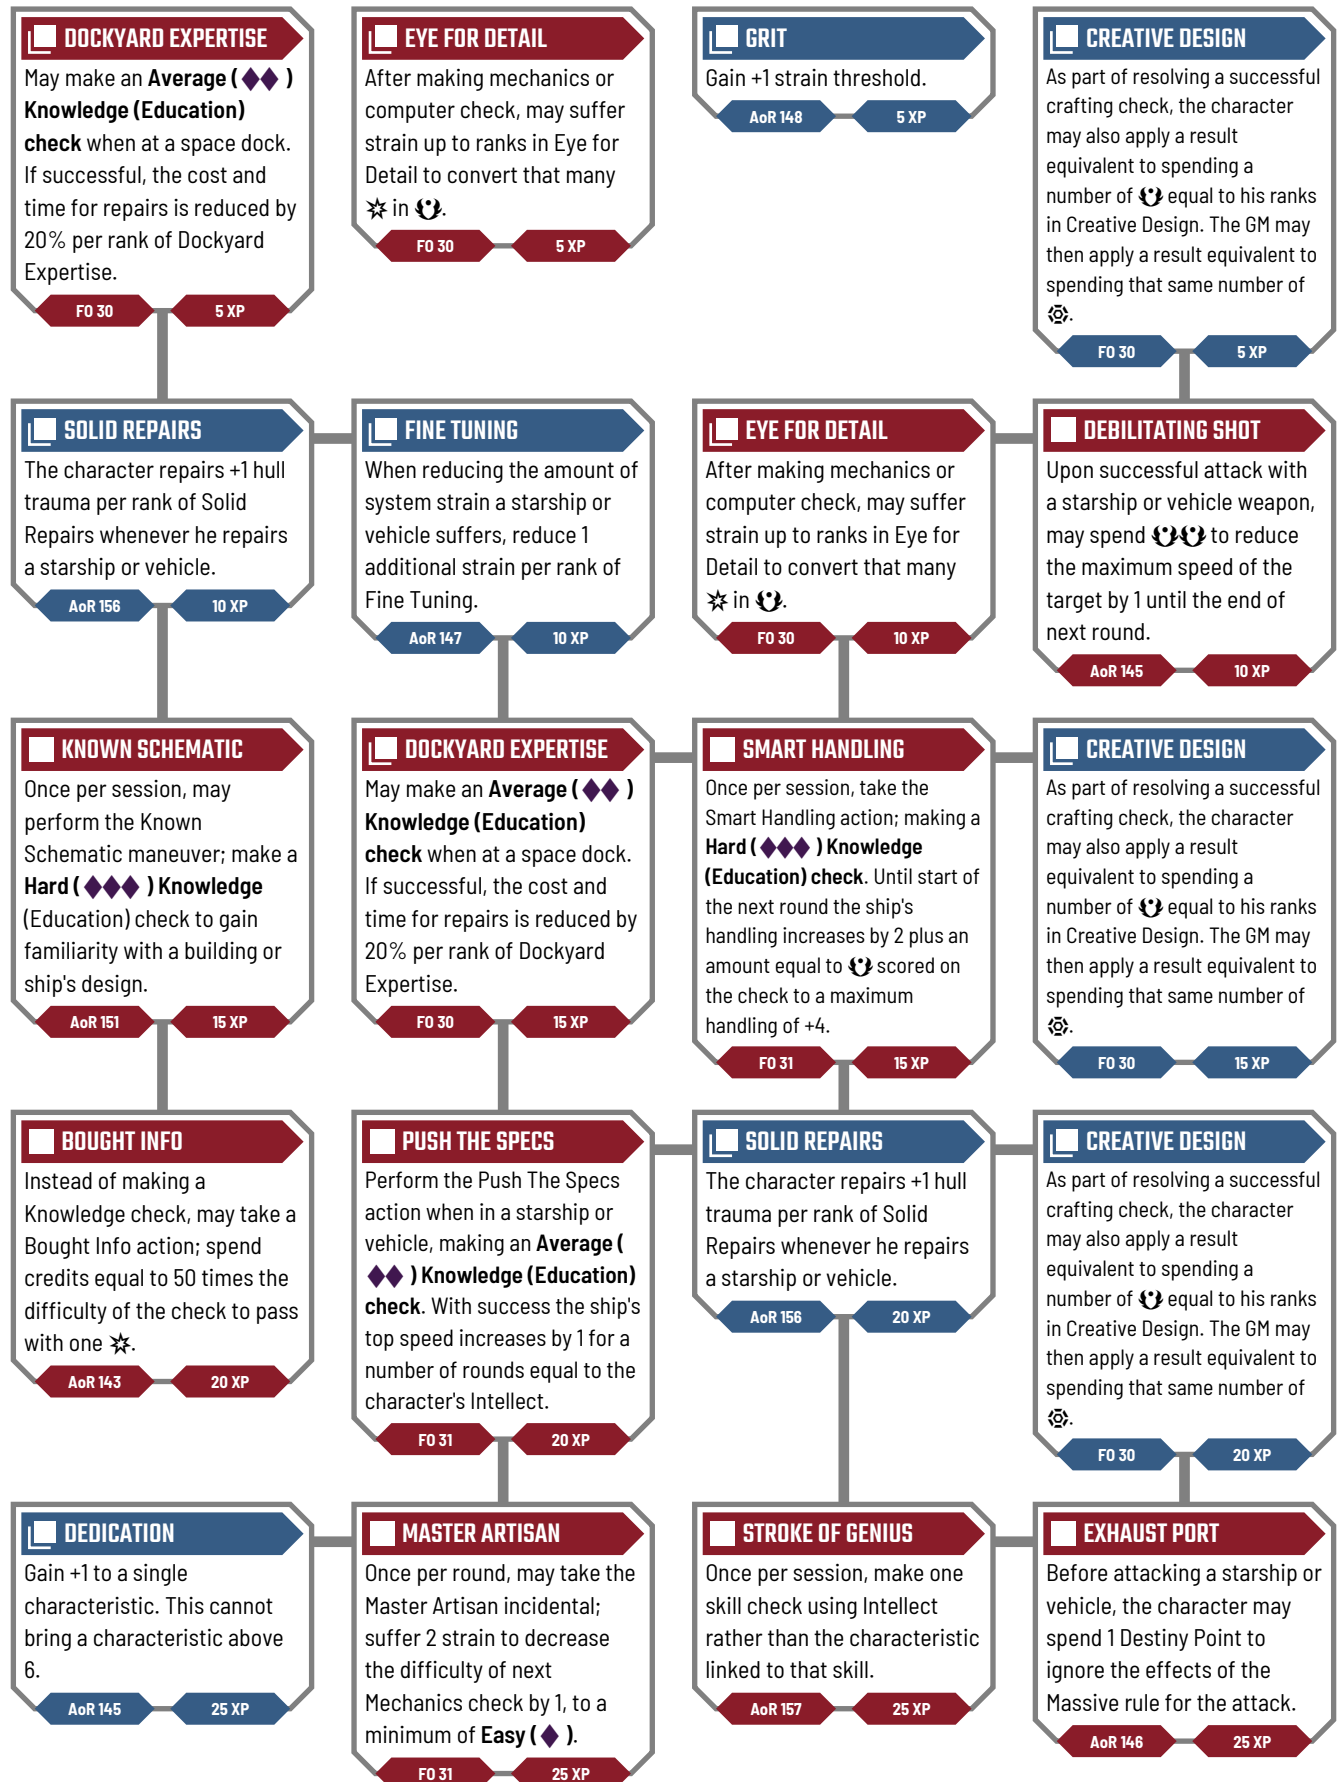 DOCKYARD EXPERTISE
May make an Average ( )
Knowledge (Education)
check when at a space dock.
If successful, the cost and
time for repairs is reduced by
20% per rank of Dockyard
Expertise.
FO 30 5 XP
EYE FOR DETAIL
After making mechanics or
computer check, may suffer
strain up to ranks in Eye for
Detail to convert that many
in .
FO 30 5 XP
GRIT
Gain +1 strain threshold.
AoR 148 5 XP
CREATIVE DESIGN
As part of resolving a successful
crafting check, the character
may also apply a result
equivalent to spending a
number of equal to his ranks
in Creative Design. The GM may
then apply a result equivalent to
spending that same number of
.
FO 30 5 XP
SOLID REPAIRS
The character repairs +1 hull
trauma per rank of Solid
Repairs whenever he repairs
a starship or vehicle.
AoR 156 10 XP
FINE TUNING
When reducing the amount of
system strain a starship or
vehicle suffers, reduce 1
additional strain per rank of
Fine Tuning.
AoR 147 10 XP
EYE FOR DETAIL
After making mechanics or
computer check, may suffer
strain up to ranks in Eye for
Detail to convert that many
in .
FO 30 10 XP
DEBILITATING SHOT
Upon successful attack with
a starship or vehicle weapon,
may spend to reduce
the maximum speed of the
target by 1 until the end of
next round.
AoR 145 10 XP
KNOWN SCHEMATIC
Once per session, may
perform the Known
Schematic maneuver; make a
Hard ( ) Knowledge
(Education) check to gain
familiarity with a building or
ship's design.
AoR 151 15 XP
DOCKYARD EXPERTISE
May make an Average ( )
Knowledge (Education)
check when at a space dock.
If successful, the cost and
time for repairs is reduced by
20% per rank of Dockyard
Expertise.
FO 30 15 XP
SMART HANDLING
Once per session, take the
Smart Handling action; making a
Hard ( ) Knowledge
(Education) check. Until start of
the next round the ship's
handling increases by 2 plus an
amount equal to scored on
the check to a maximum
handling of +4.
FO 31 15 XP
CREATIVE DESIGN
As part of resolving a successful
crafting check, the character
may also apply a result
equivalent to spending a
number of equal to his ranks
in Creative Design. The GM may
then apply a result equivalent to
spending that same number of
.
FO 30 15 XP
BOUGHT INFO
Instead of making a
Knowledge check, may take a
Bought Info action; spend
credits equal to 50 times the
difficulty of the check to pass
with one .
AoR 143 20 XP
PUSH THE SPECS
Perform the Push The Specs
action when in a starship or
vehicle, making an Average (
) Knowledge (Education)
check. With success the ship's
top speed increases by 1 for a
number of rounds equal to the
character's Intellect.
FO 31 20 XP
SOLID REPAIRS
The character repairs +1 hull
trauma per rank of Solid
Repairs whenever he repairs
a starship or vehicle.
AoR 156 20 XP
CREATIVE DESIGN
As part of resolving a successful
crafting check, the character
may also apply a result
equivalent to spending a
number of equal to his ranks
in Creative Design. The GM may
then apply a result equivalent to
spending that same number of
.
FO 30 20 XP
DEDICATION
Gain +1 to a single
characteristic. This cannot
bring a characteristic above
6.
AoR 145 25 XP
MASTER ARTISAN
Once per round, may take the
Master Artisan incidental;
suffer 2 strain to decrease
the difficulty of next
Mechanics check by 1, to a
minimum of Easy ( ).
FO 31 25 XP
STROKE OF GENIUS
Once per session, make one
skill check using Intellect
rather than the characteristic
linked to that skill.
AoR 157 25 XP
EXHAUST PORT
Before attacking a starship or
vehicle, the character may
spend 1 Destiny Point to
ignore the effects of the
Massive rule for the attack.
AoR 146 25 XP